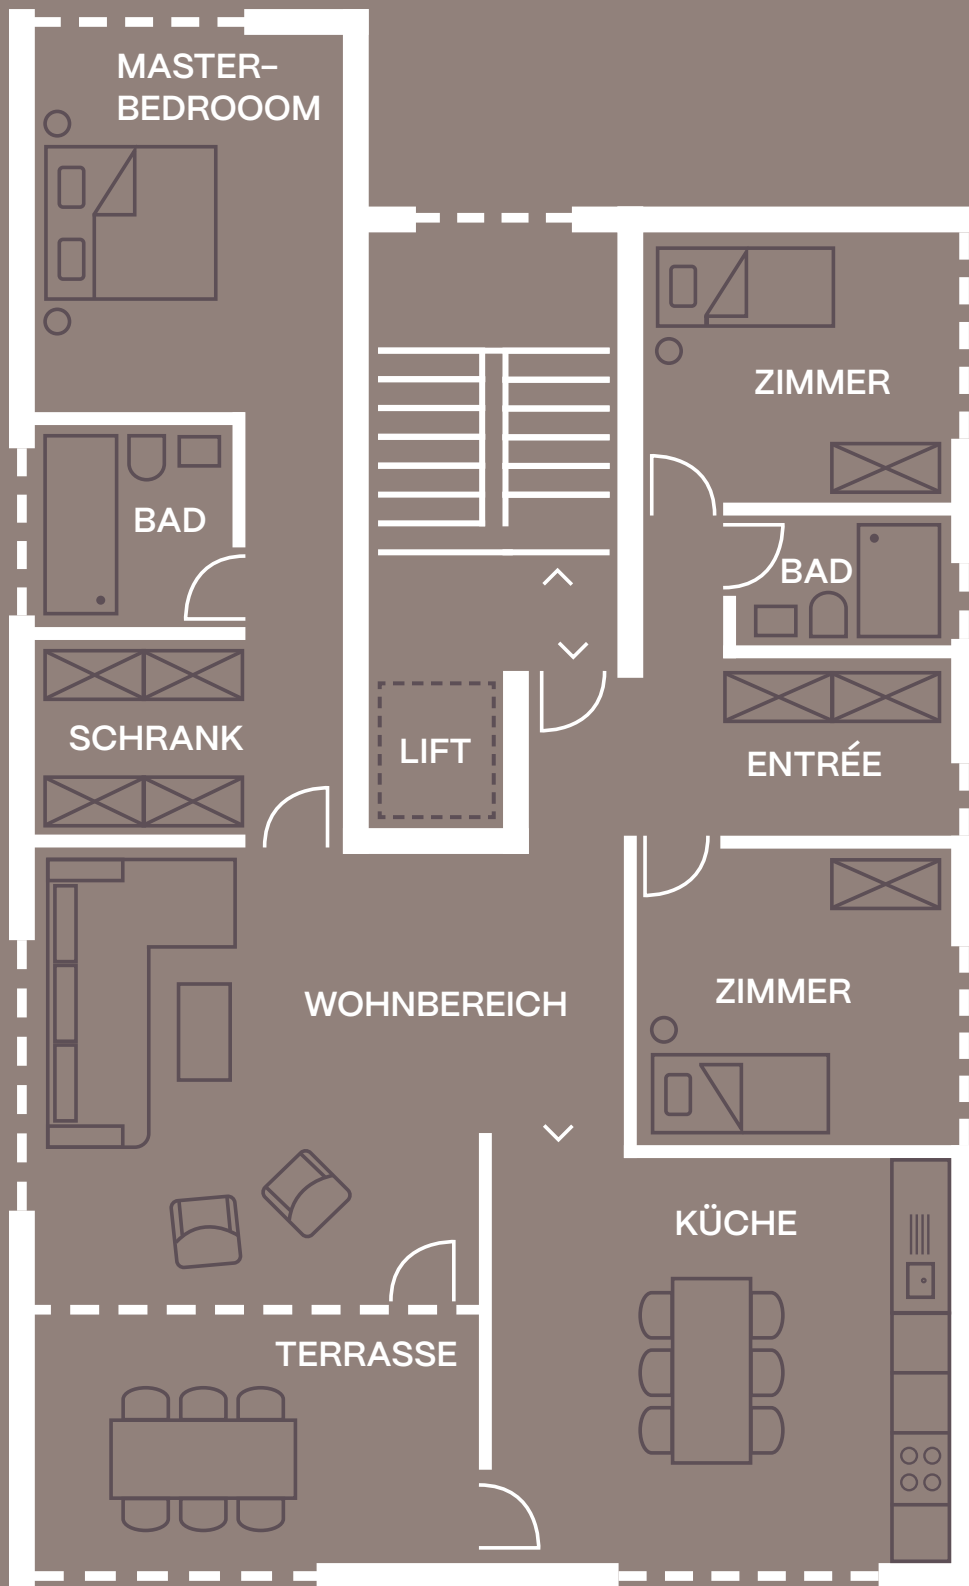 MASTER–
BEDROOOM
ZIMMER
BAD
BAD
SCHRANK
LIFT
ENTRÉE
WOHNBEREICH
ZIMMER
KÜCHE
TERRASSE